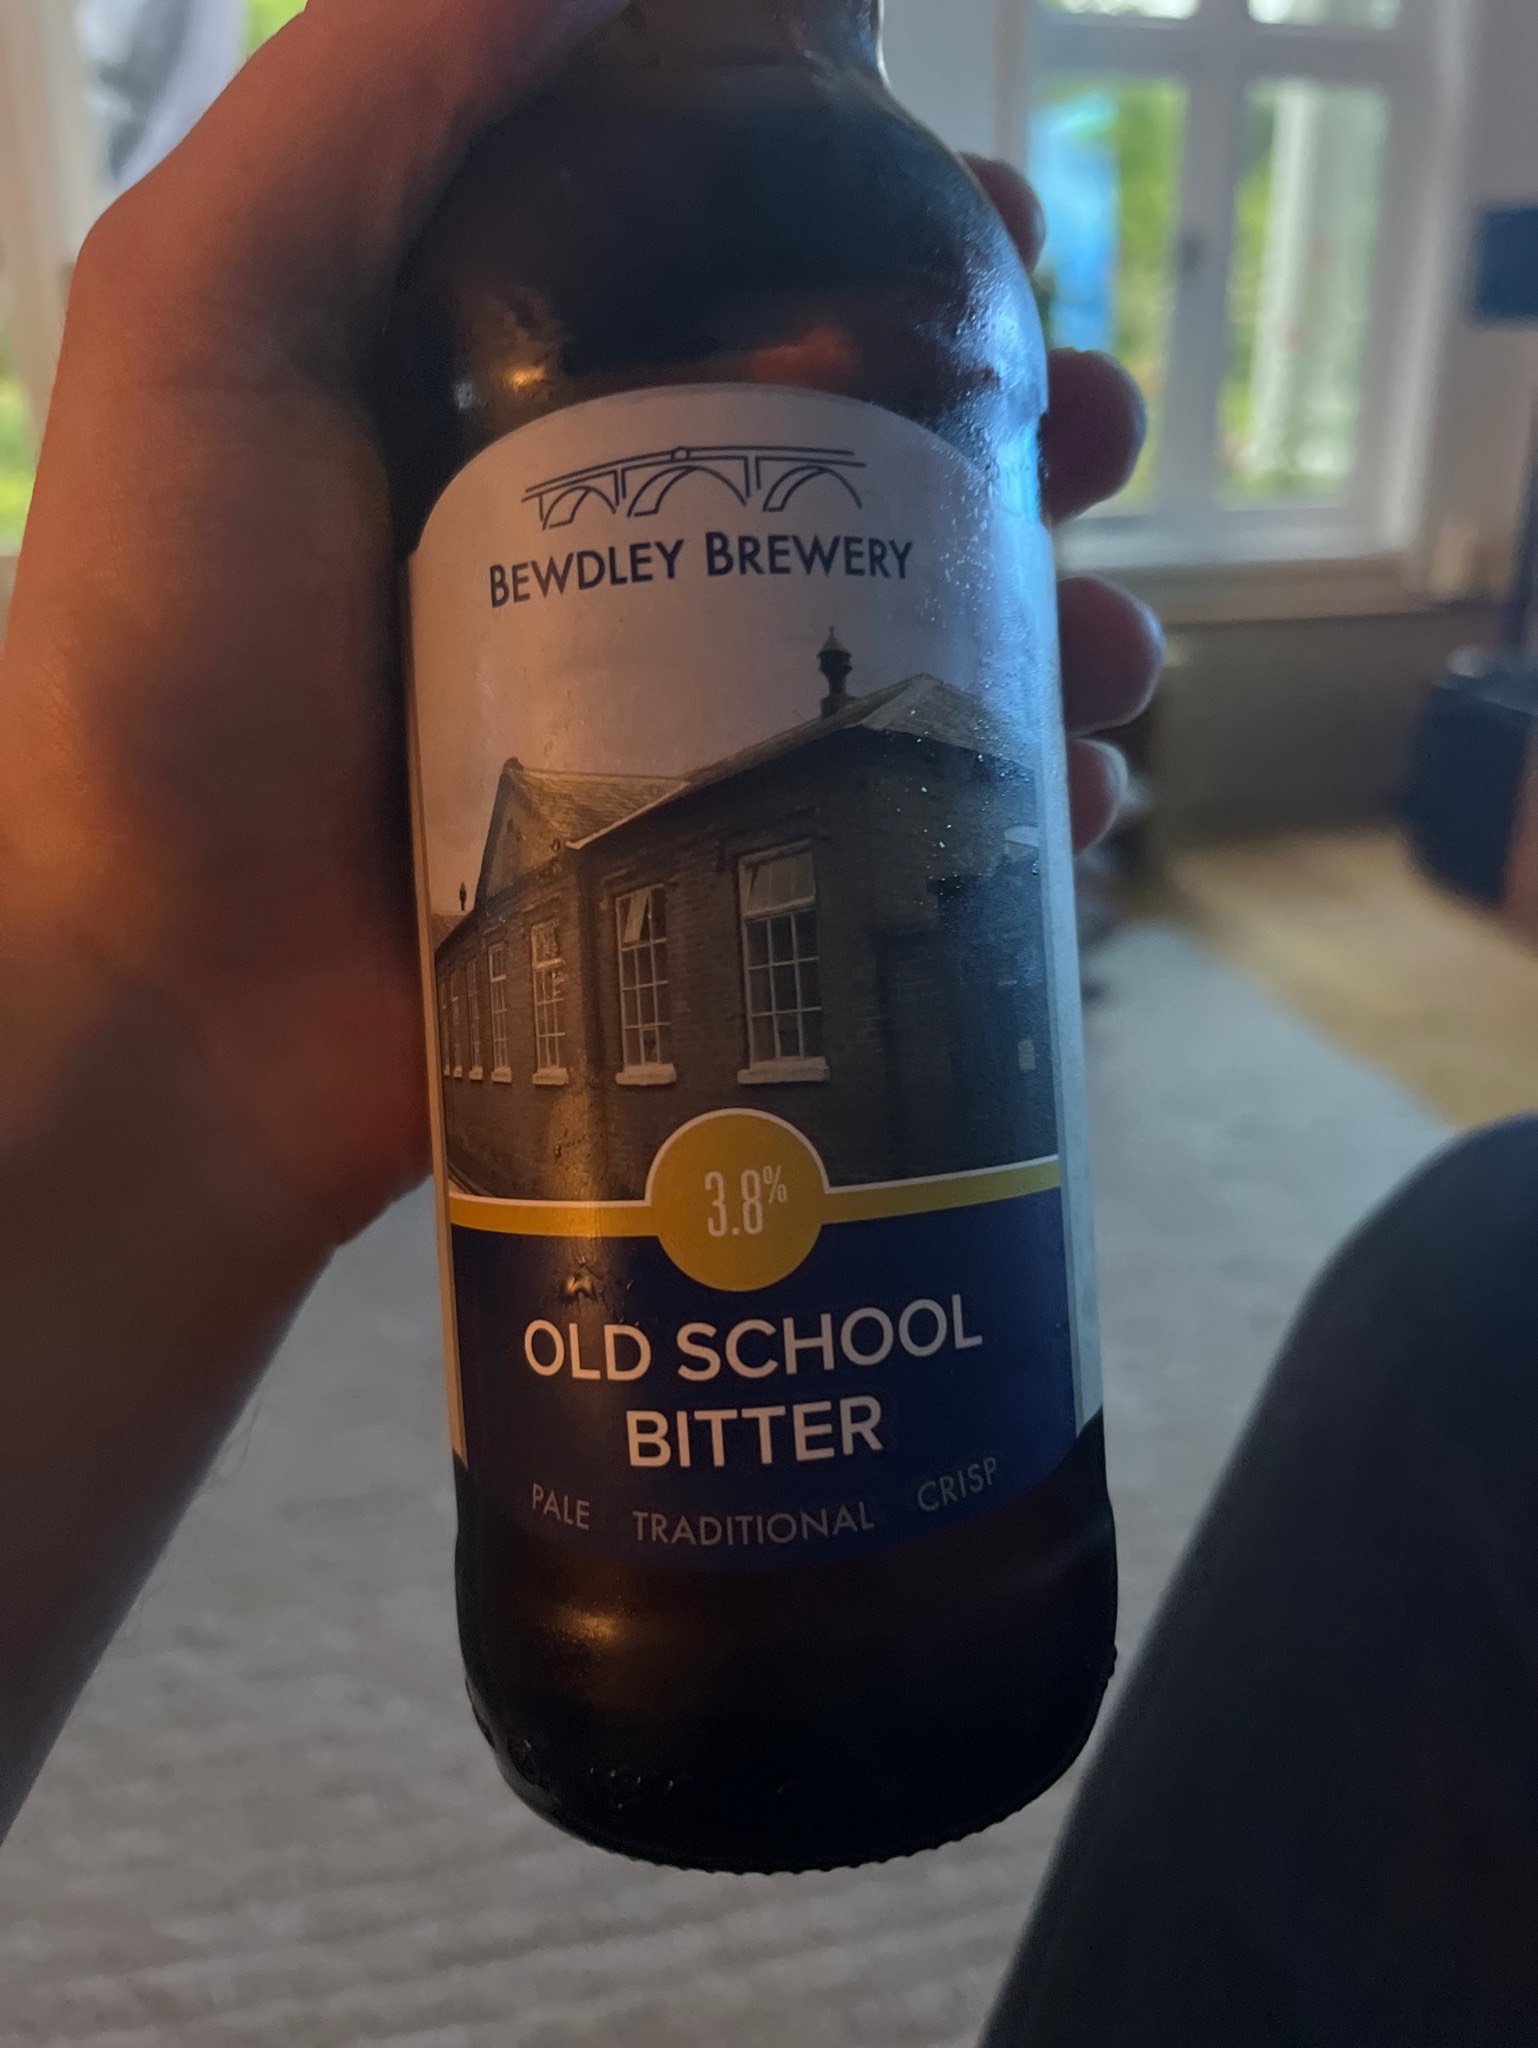 BEWDLEY BREWERY
3.8%
OLD SCHOOL
BITTER
PALE TRADITIONAL CRISP